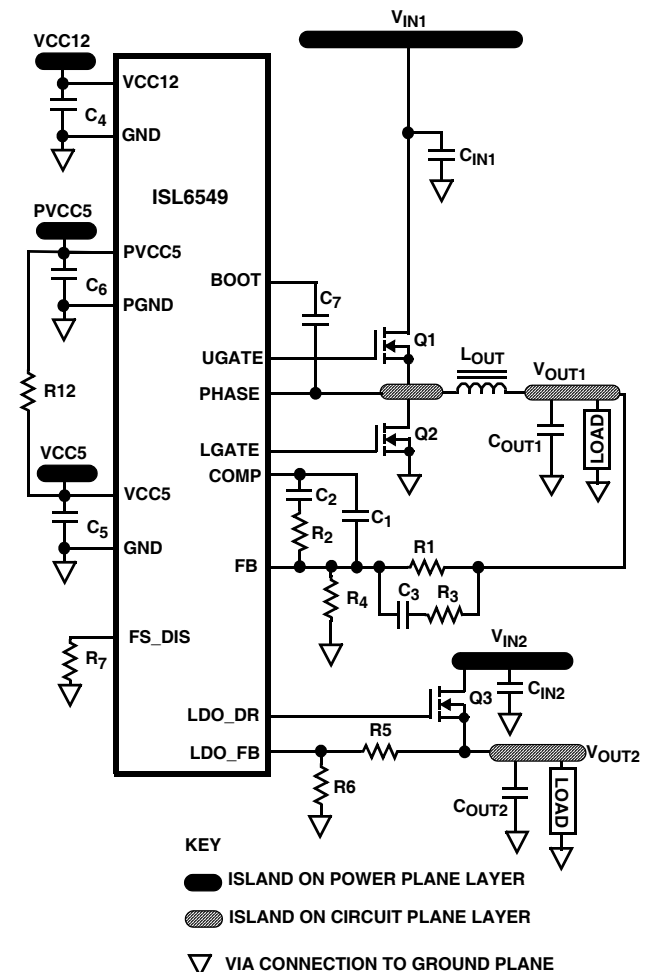 VIN1
VCC12
VCC12
C4
GND
CIN1
ISL6549
PVCC5
PVCC5
C6
PGND
BOOT
C7
UGATE
Q1
LOUT
VOUT1
PHASE
R12
COUT1
LOAD
LGATE
Q2
VCC5
COMP
VCC5
C2
C1
R2
C5
GND
FB
R1
R4
C3
R3
FS_DIS
R7
VIN2
CIN2
Q3
LDO_DR
R5
LDO_FB
VOUT2
R6
COUT2
LOAD
KEY
ISLAND ON POWER PLANE LAYER
ISLAND ON CIRCUIT PLANE LAYER
VIA CONNECTION TO GROUND PLANE